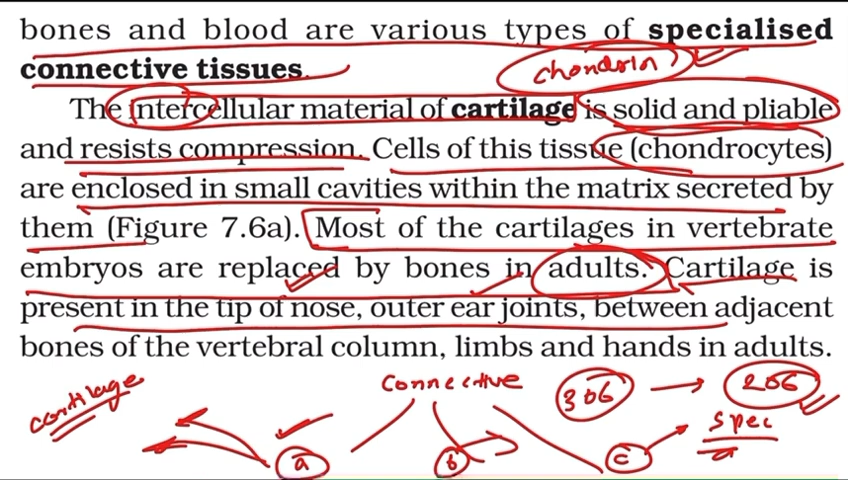 bones and blood are various types of specialised
connective tissues.
chondrin
The intercellular material of cartilage is solid and pliable
and resists compression. Cells of this tissue (chondrocytes)
are enclosed in small cavities within the matrix secreted by
them (Figure 7.6a). Most of the cartilages in vertebrate
embryos are replaced by bones in adults. Cartilage is
present in the tip of nose, outer ear joints, between adjacent
bones of the vertebral column, limbs and hands in adults.
cartilage
Connective
306 → 206
spec
a
b
c